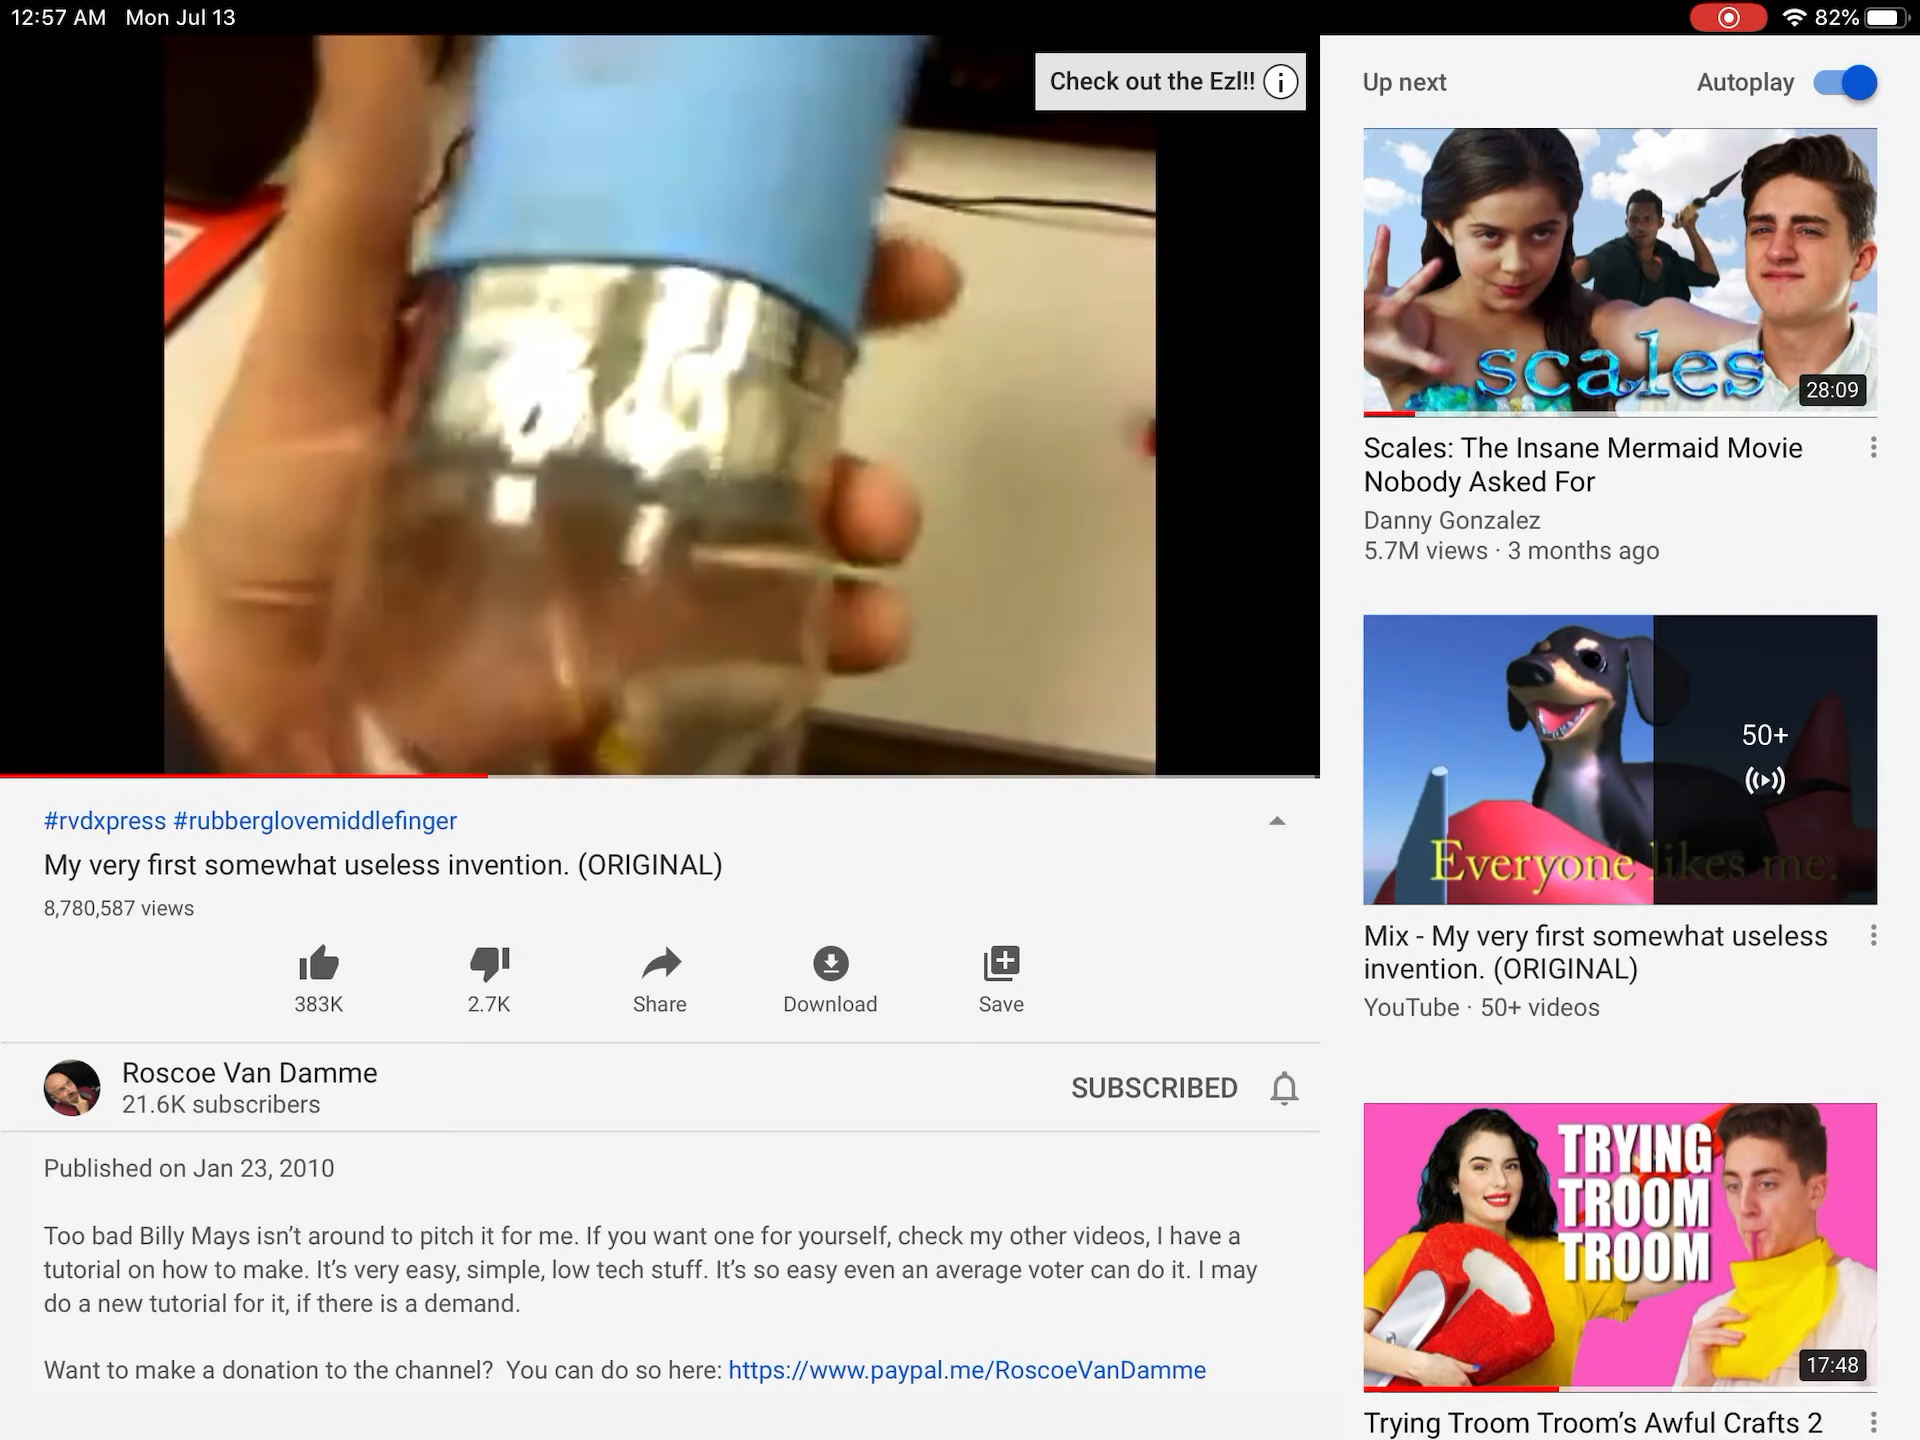 12:57 AM Mon Jul 13
82%
Check out the Ezl!!
#rvdxpress #rubberglovemiddlefinger
My very first somewhat useless invention. (ORIGINAL)
8,780,587 views
383K
2.7K
Share
Download
Save
Roscoe Van Damme
21.6K subscribers
SUBSCRIBED
Published on Jan 23, 2010
Too bad Billy Mays isn't around to pitch it for me. If you want one for yourself, check my other videos, I have a
tutorial on how to make. It's very easy, simple, low tech stuff. It's so easy even an average voter can do it. I may
do a new tutorial for it, if there is a demand.
Want to make a donation to the channel? You can do so here: https://www.paypal.me/RoscoeVanDamme
Up next
Autoplay
scales
28:09
Scales: The Insane Mermaid Movie
Nobody Asked For
Danny Gonzalez
5.7M views · 3 months ago
50+
Everyone likes me.
Mix - My very first somewhat useless
invention. (ORIGINAL)
YouTube · 50+ videos
TRYING
TROOM
TROOM
17:48
Trying Troom Troom's Awful Crafts 2